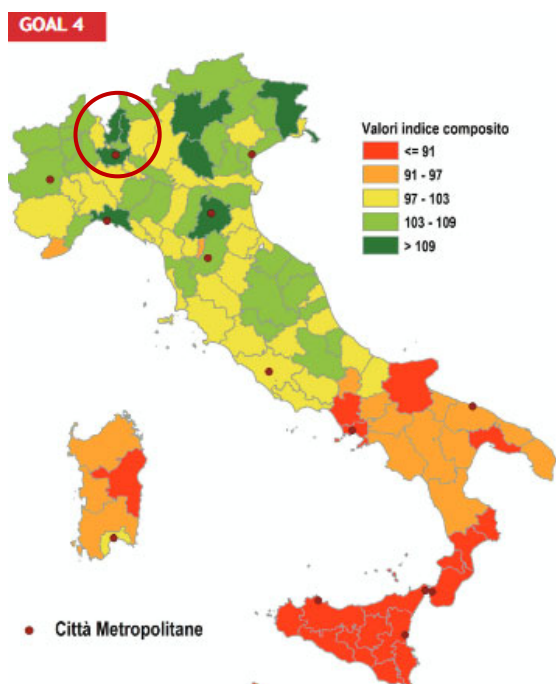 GOAL 4
Valori indice composito
<= 91
91 - 97
97 - 103
103 - 109
> 109
Città Metropolitane